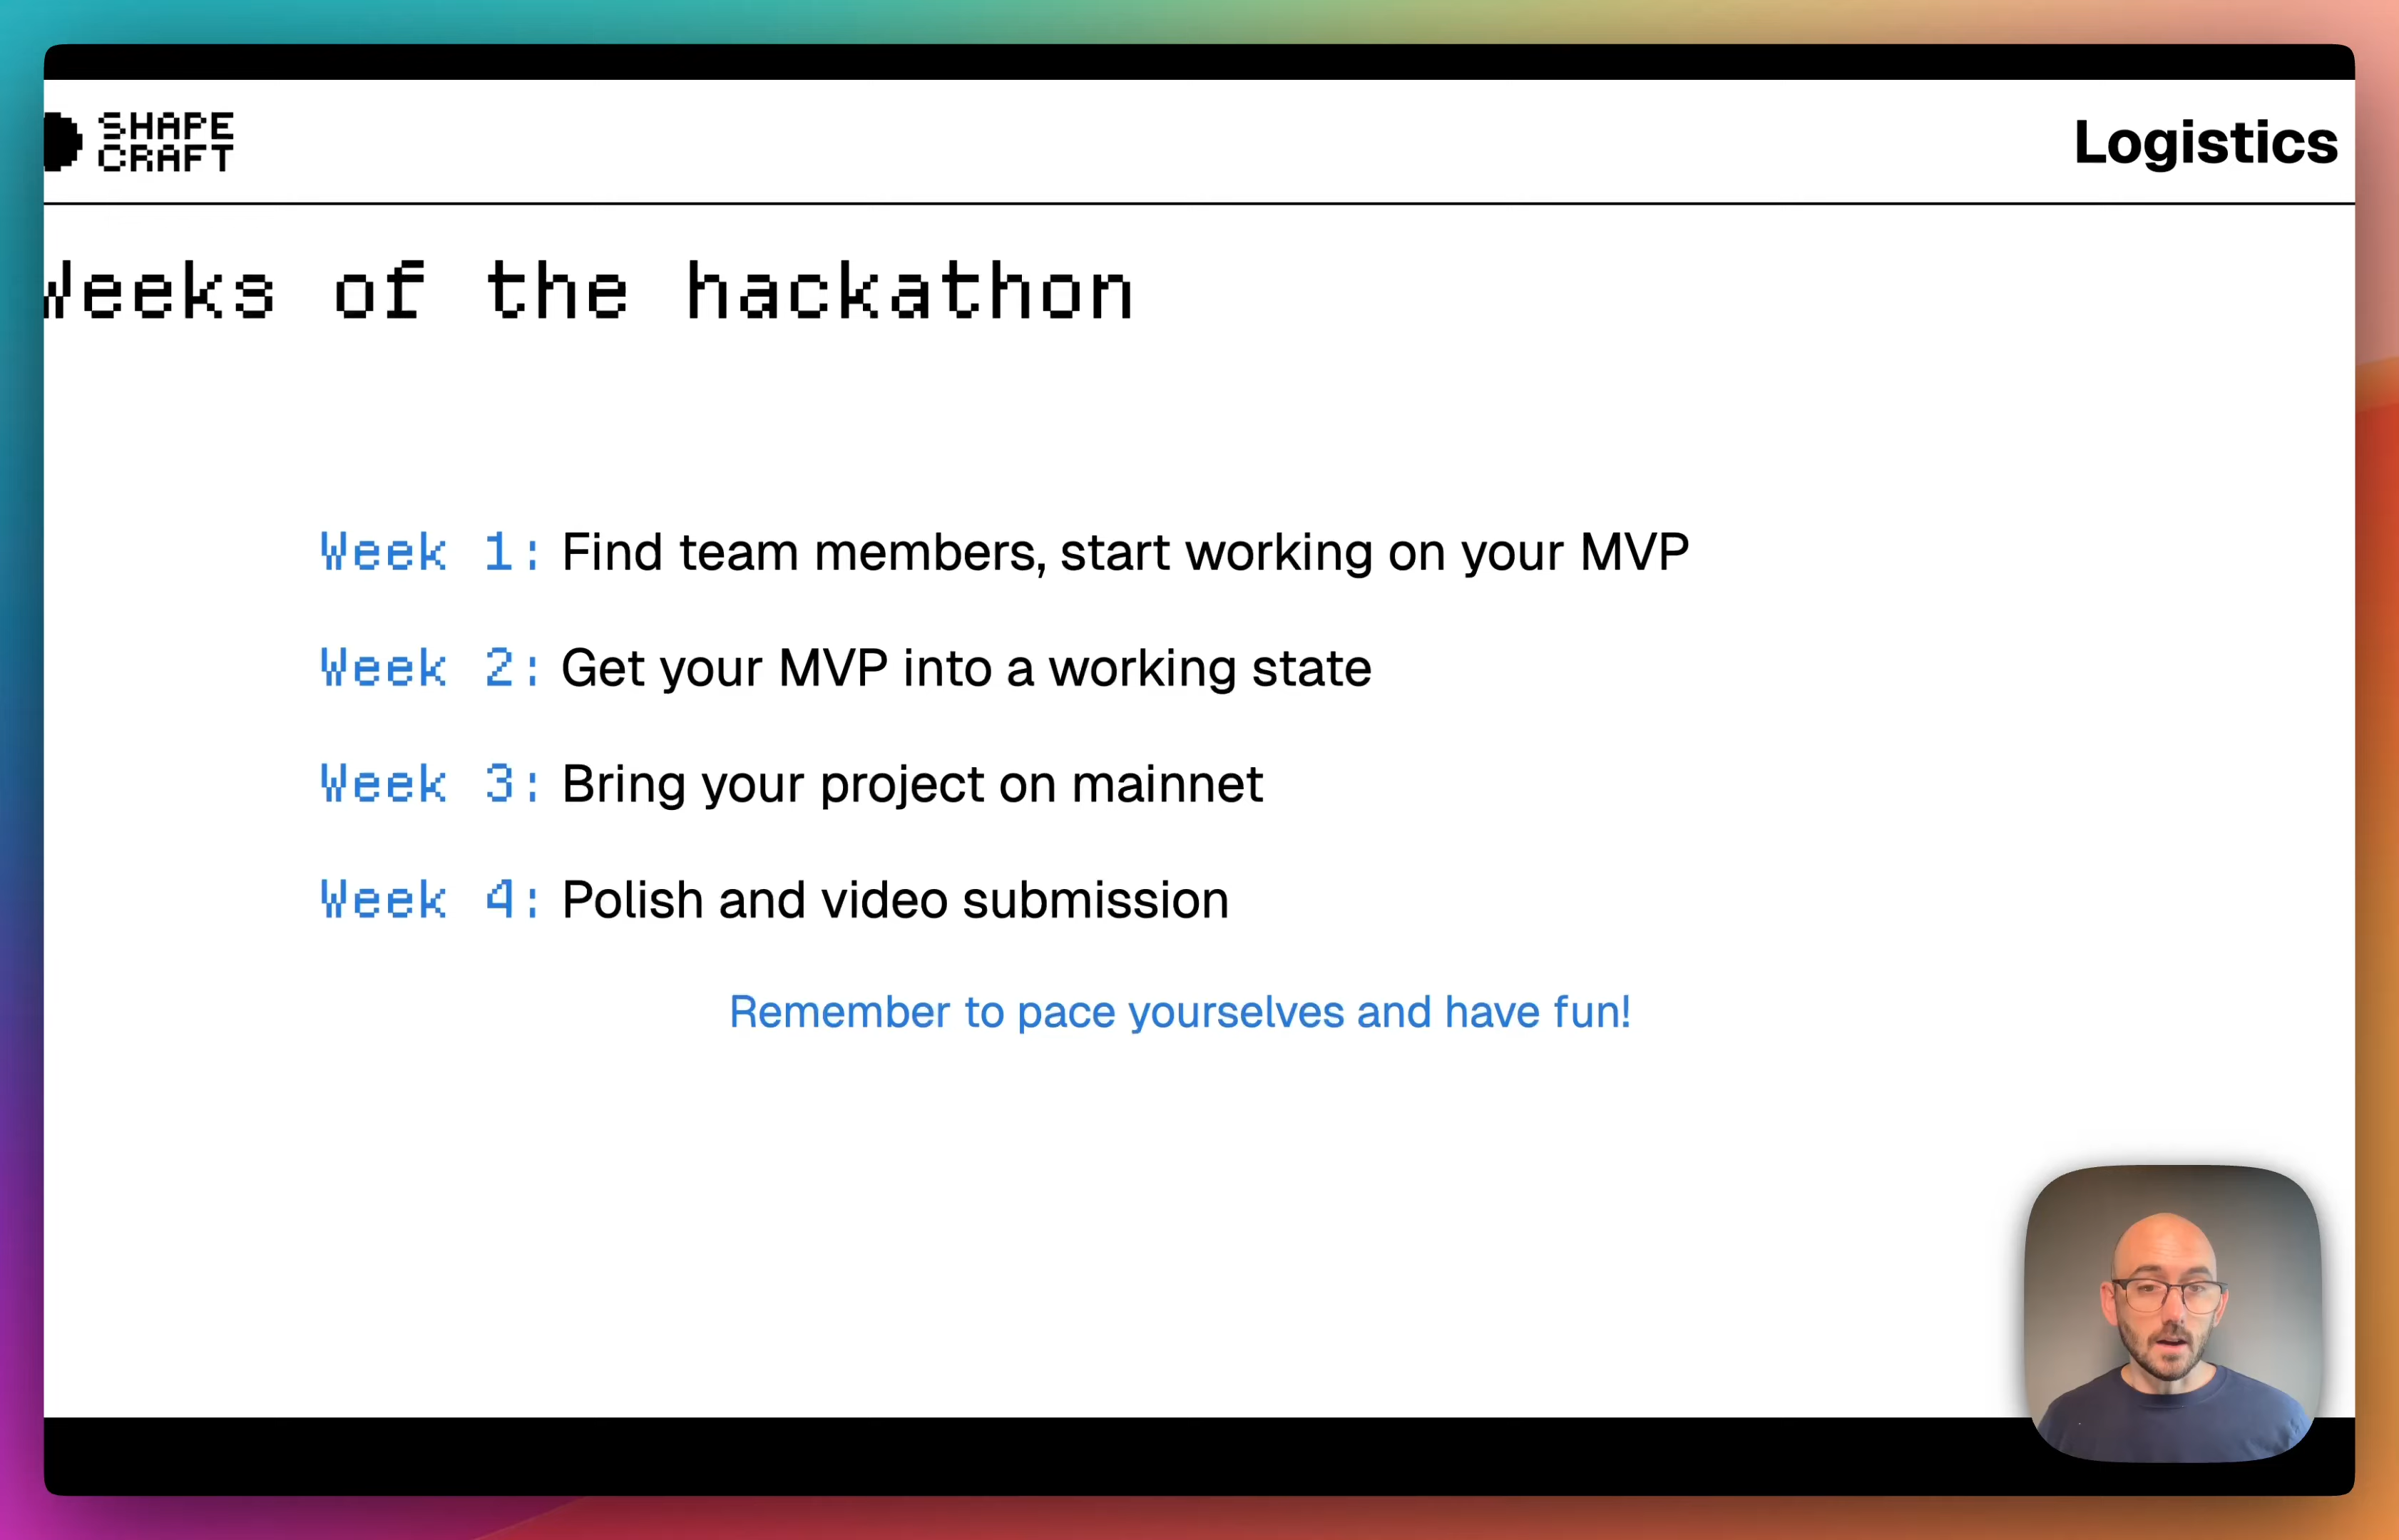 SHAPE
CRAFT
Logistics
Weeks of the hackathon
Week 1: Find team members, start working on your MVP
Week 2: Get your MVP into a working state
Week 3: Bring your project on mainnet
Week 4: Polish and video submission
Remember to pace yourselves and have fun!